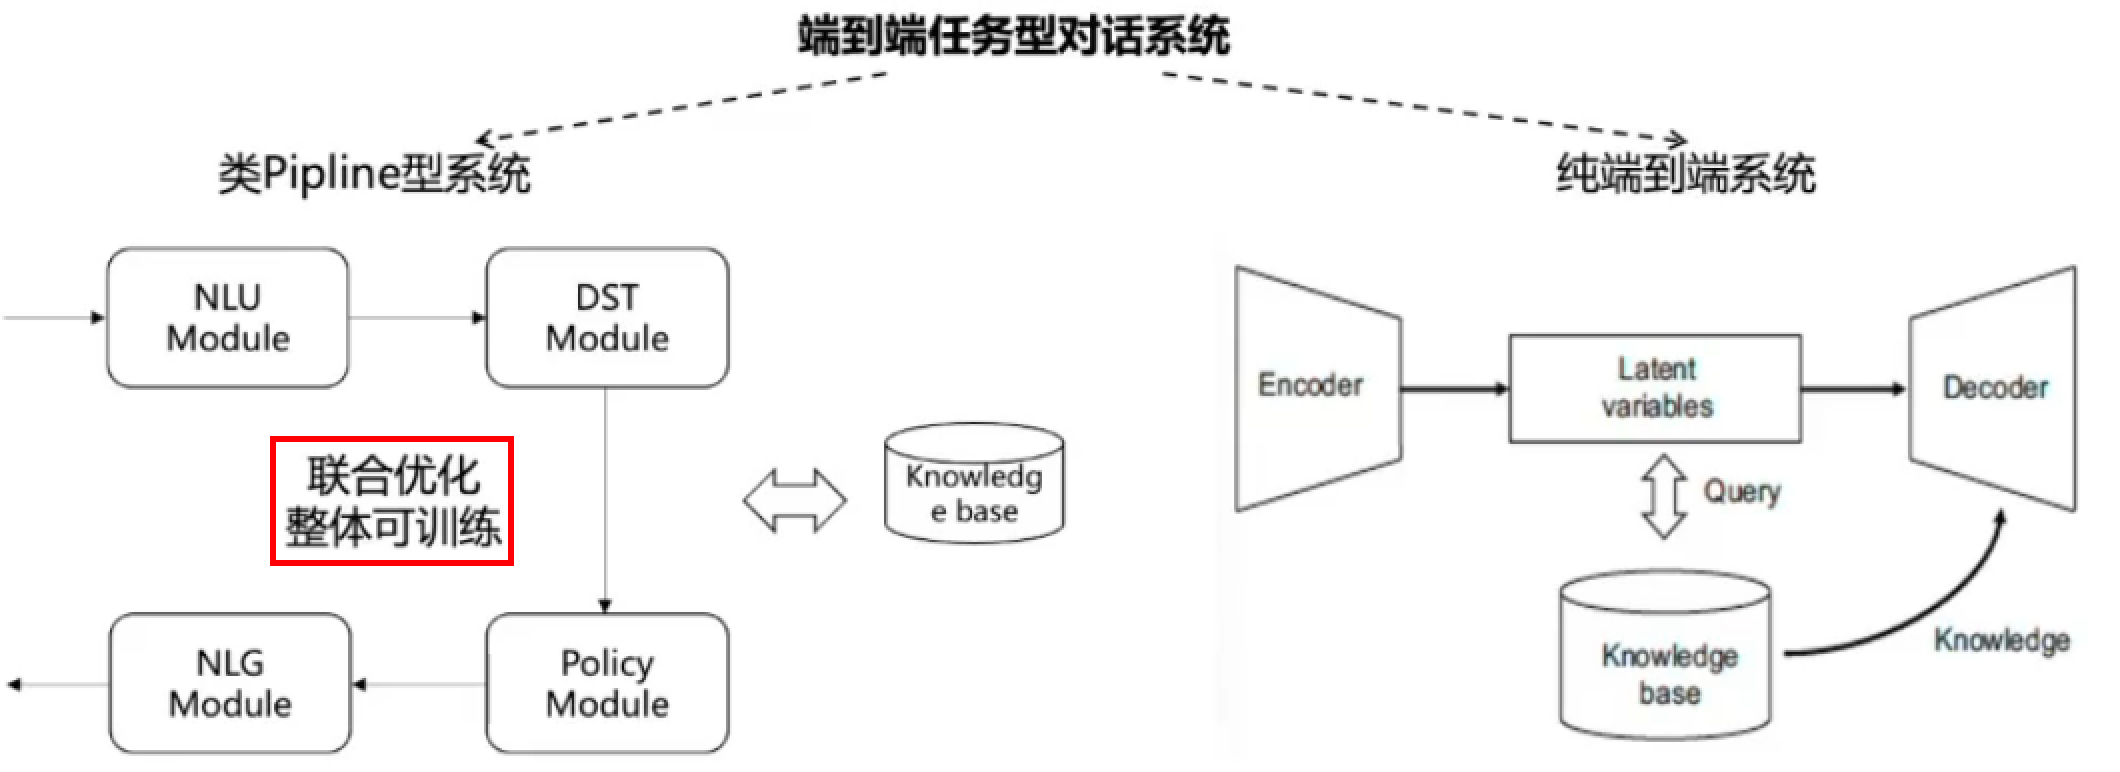 端到端任务型对话系统
类Pipline型系统
纯端到端系统
NLU
Module
DST
Module
联合优化
整体可训练
Knowledg
e base
NLG
Module
Policy
Module
Encoder
Latent
variables
Decoder
Query
Knowledge
base
Knowledge